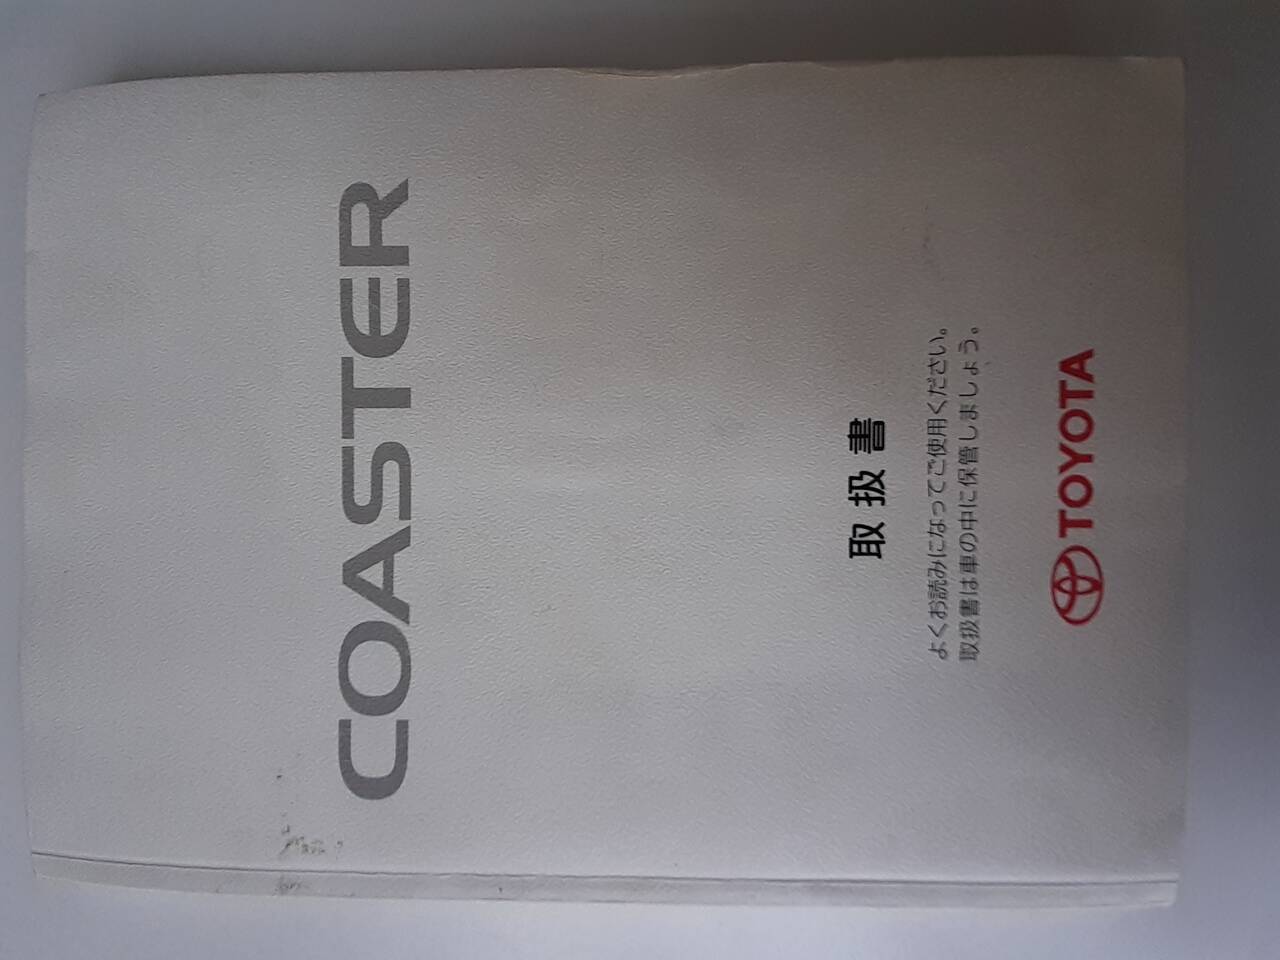 COASTER
取扱書
よくお読みになってご使用ください。
取扱書は車の中に保管しましょう。
TOYOTA